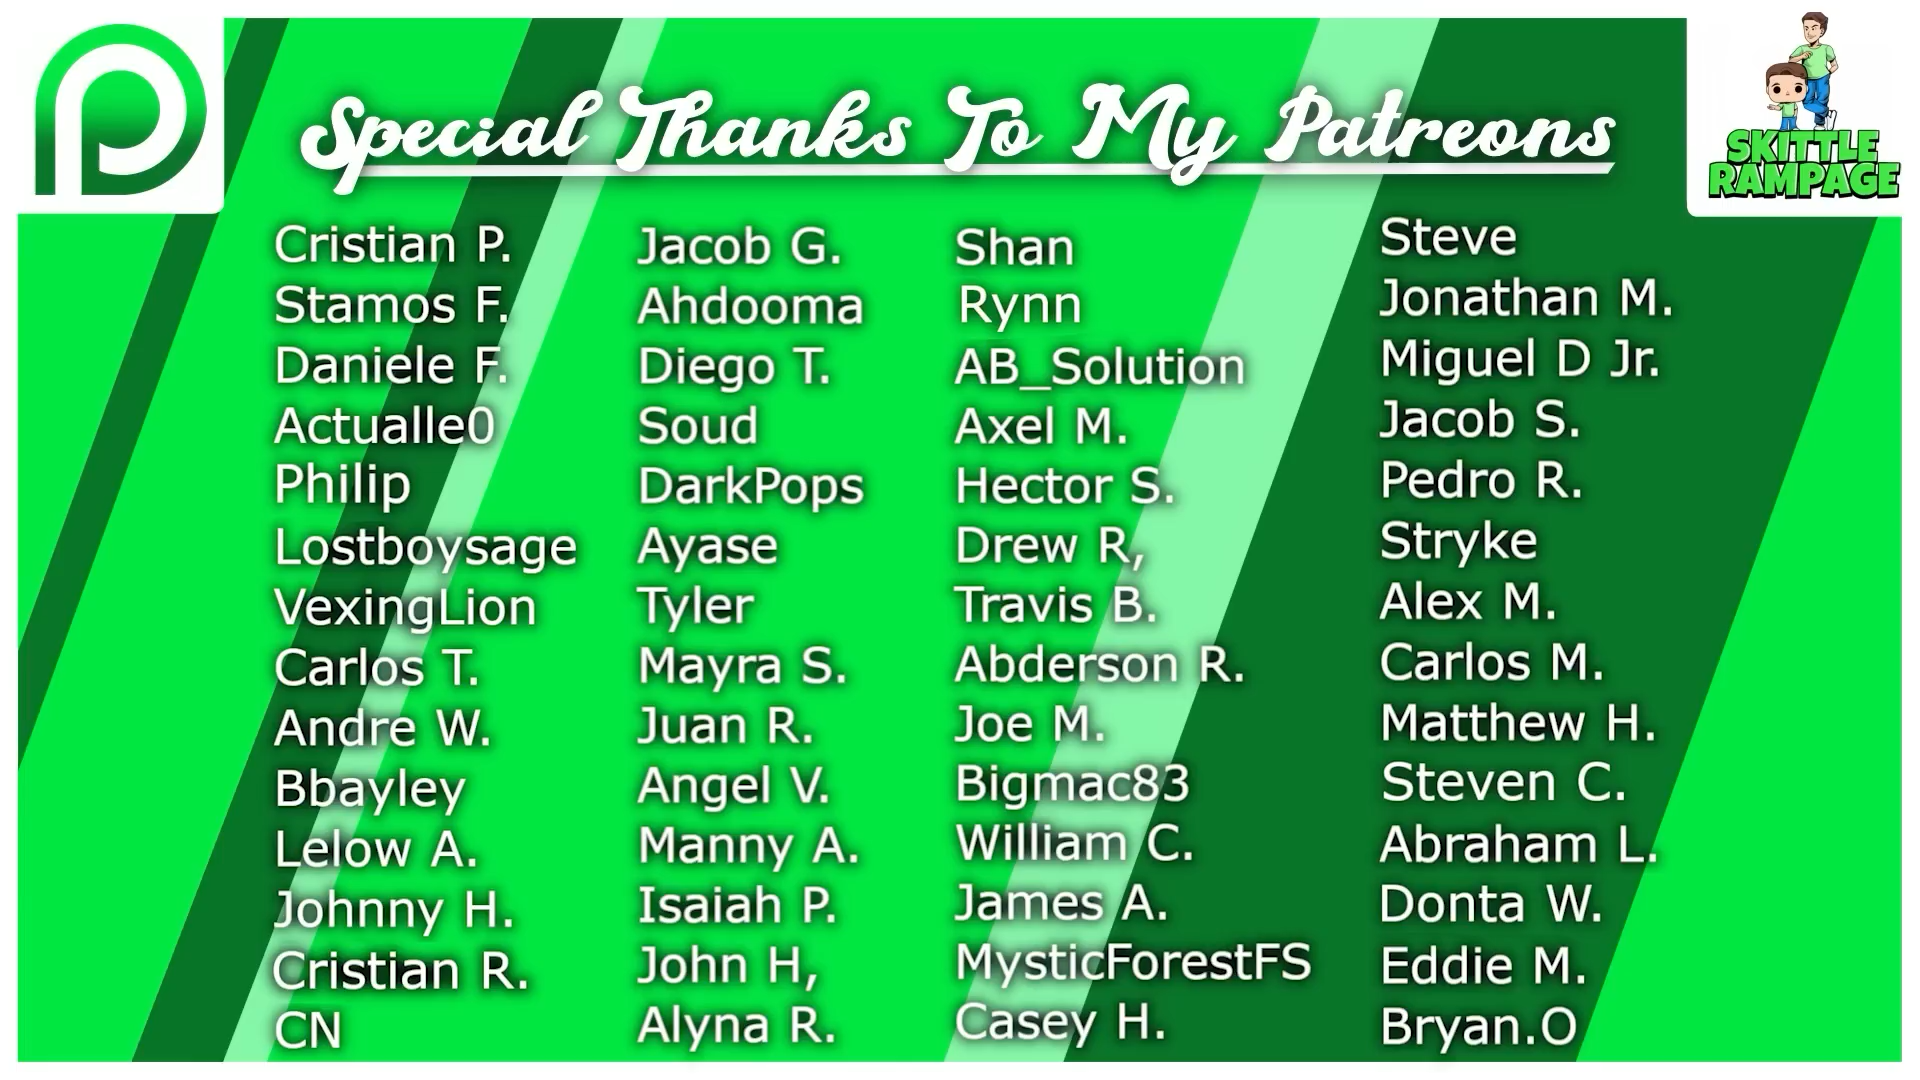 Special Thanks To My Patreons
SKITTLE
RAMPAGE
Cristian P.
Stamos F.
Daniele F.
Actualle0
Philip
Lostboysage
VexingLion
Carlos T.
Andre W.
Bbayley
Lelow A.
Johnny H.
Cristian R.
CN
Jacob G.
Ahdooma
Diego T.
Soud
DarkPops
Ayase
Tyler
Mayra S.
Juan R.
Angel V.
Manny A.
Isaiah P.
John H,
Alyna R.
Shan
Rynn
AB_Solution
Axel M.
Hector S.
Drew R,
Travis B.
Abderson R.
Joe M.
Bigmac83
William C.
James A.
MysticForestFS
Casey H.
Steve
Jonathan M.
Miguel D Jr.
Jacob S.
Pedro R.
Stryke
Alex M.
Carlos M.
Matthew H.
Steven C.
Abraham L.
Donta W.
Eddie M.
Bryan.O